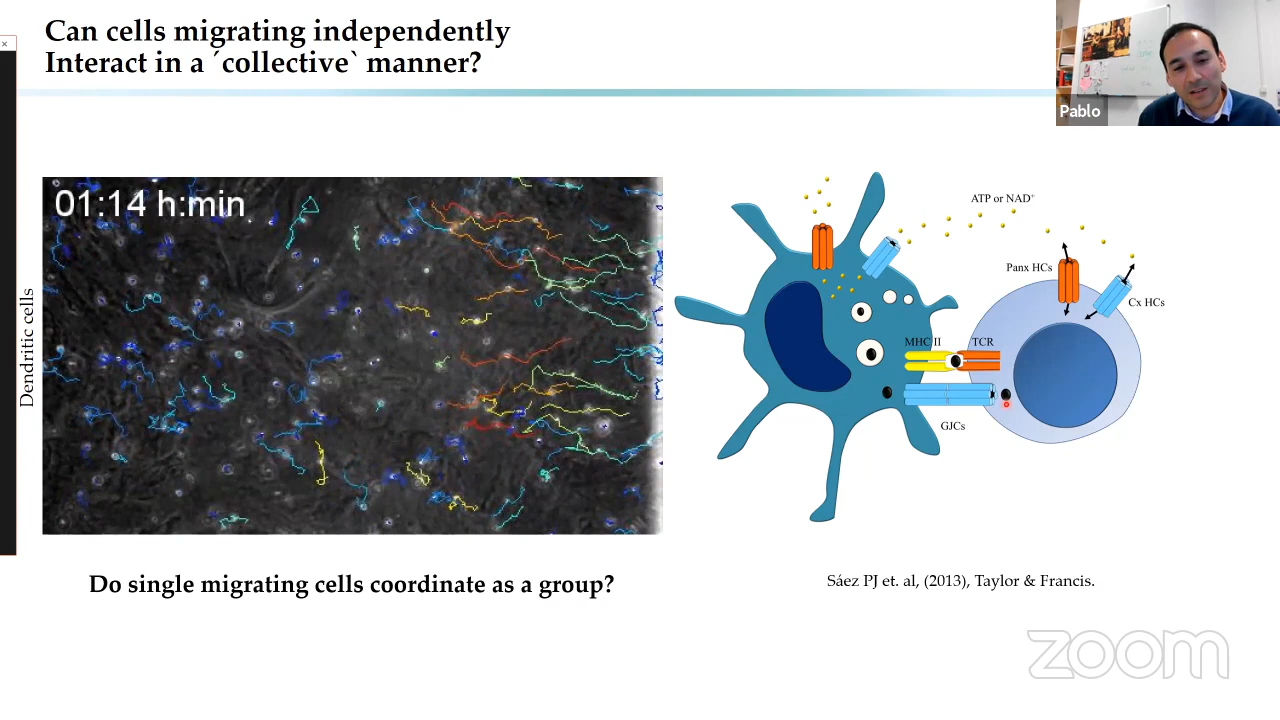 Can cells migrating independently
Interact in a ´collective` manner?
Pablo
01:14 h:min
Dendritic cells
ATP or NAD⁺
Panx HCs
Cx HCs
MHC II
TCR
GJCs
Do single migrating cells coordinate as a group?
Sáez PJ et. al, (2013), Taylor & Francis.
zoom